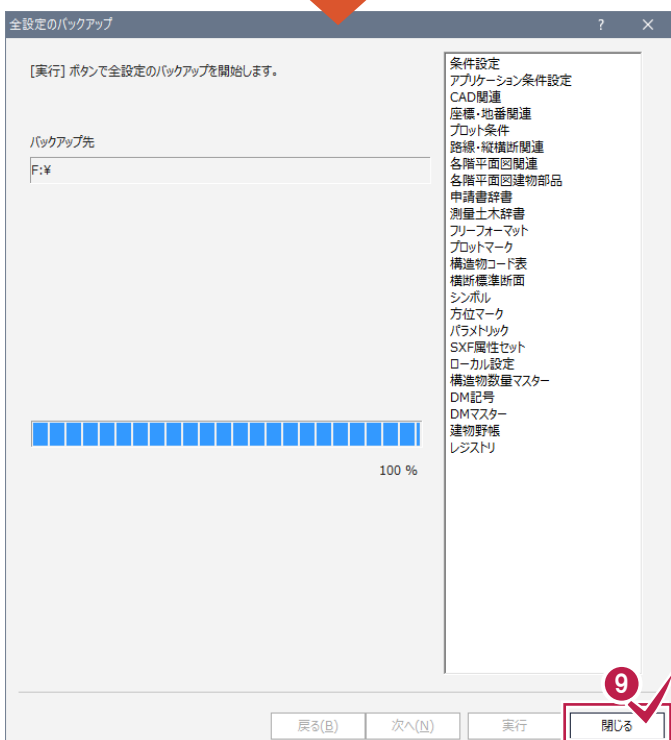 全設定のバックアップ
? ×
[実行] ボタンで全設定のバックアップを開始します。
バックアップ先
F:¥
100 %
条件設定
アプリケーション条件設定
CAD関連
座標・地番関連
プロット条件
路線・縦横断関連
各階平面図関連
各階平面図建物部品
申請書辞書
測量土木辞書
フリーフォーマット
プロットマーク
構造物コード表
横断標準断面
シンボル
方位マーク
パラメトリック
SXF属性セット
ローカル設定
構造物数量マスター
DM記号
DMマスター
建物野帳
レジストリ
9
戻る(B) 次へ(N) 実行 閉じる